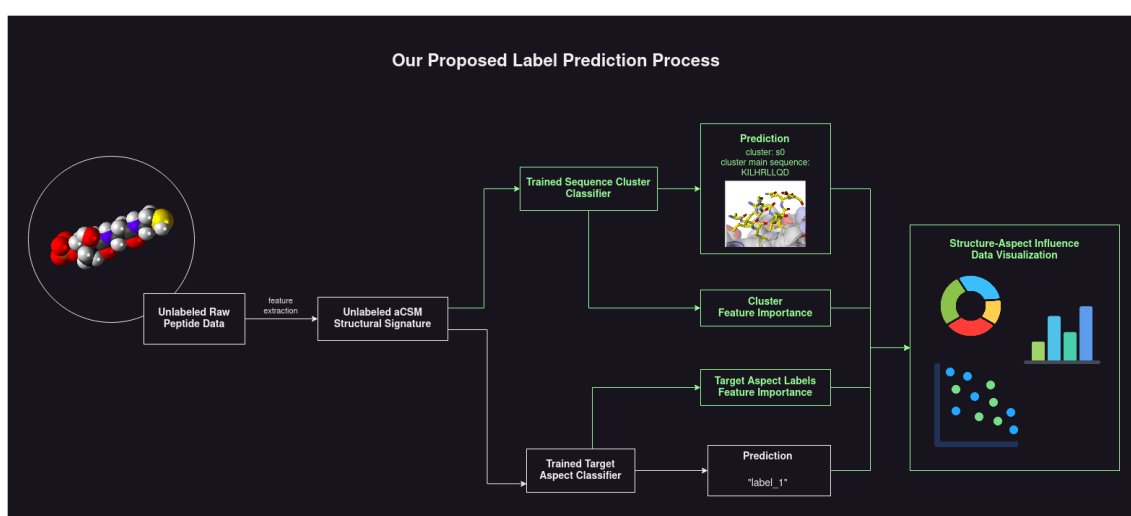 Our Proposed Label Prediction Process
Unlabeled Raw
Peptide Data
feature
extraction
Unlabeled aCSM
Structural Signature
Trained Sequence Cluster
Classifier
Prediction
cluster: s0
cluster main sequence:
KILHRLLQD
Cluster
Feature Importance
Target Aspect Labels
Feature Importance
Trained Target
Aspect Classifier
Prediction
"label_1"
Structure-Aspect Influence
Data Visualization